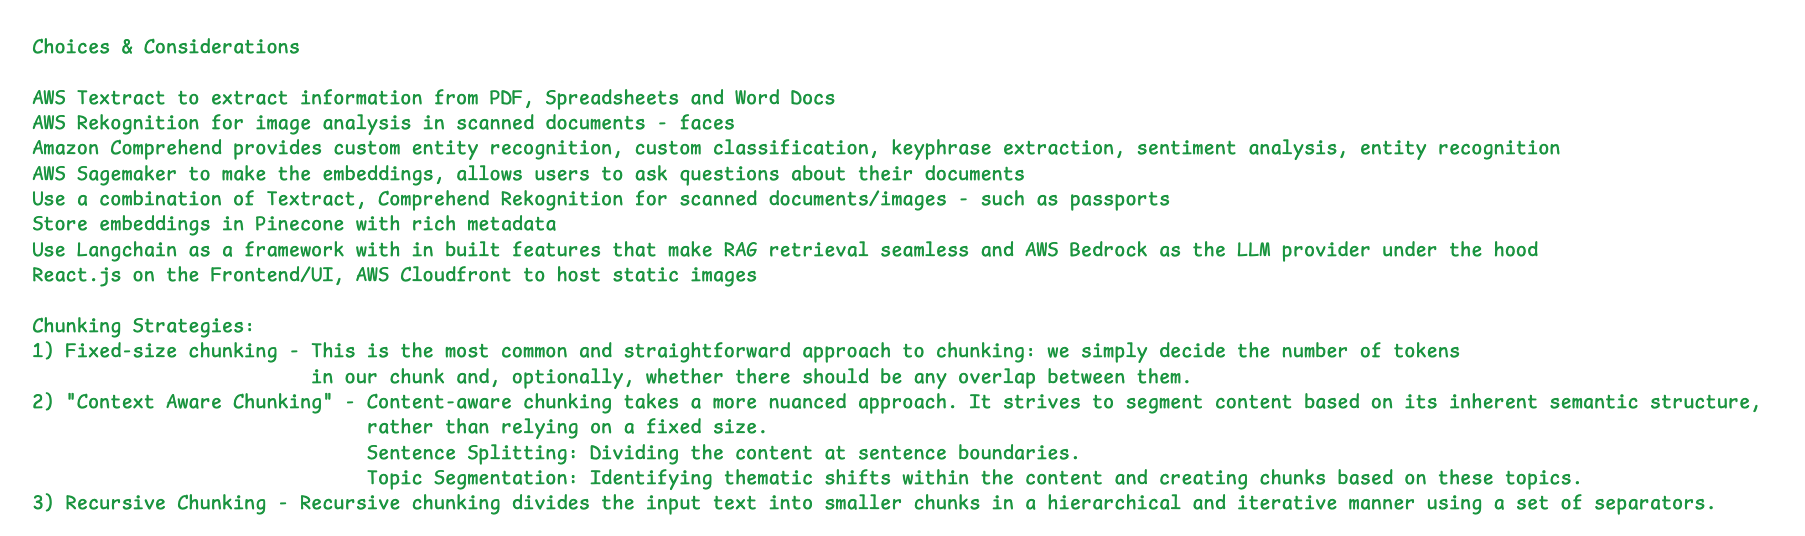 Choices & Considerations
AWS Textract to extract information from PDF, Spreadsheets and Word Docs
AWS Rekognition for image analysis in scanned documents - faces
Amazon Comprehend provides custom entity recognition, custom classification, keyphrase extraction, sentiment analysis, entity recognition
AWS Sagemaker to make the embeddings, allows users to ask questions about their documents
Use a combination of Textract, Comprehend Rekognition for scanned documents/images - such as passports
Store embeddings in Pinecone with rich metadata
Use Langchain as a framework with in built features that make RAG retrieval seamless and AWS Bedrock as the LLM provider under the hood
React.js on the Frontend/UI, AWS Cloudfront to host static images
Chunking Strategies:
1) Fixed-size chunking - This is the most common and straightforward approach to chunking: we simply decide the number of tokens
in our chunk and, optionally, whether there should be any overlap between them.
2) "Context Aware Chunking" - Content-aware chunking takes a more nuanced approach. It strives to segment content based on its inherent semantic structure,
rather than relying on a fixed size.
Sentence Splitting: Dividing the content at sentence boundaries.
Topic Segmentation: Identifying thematic shifts within the content and creating chunks based on these topics.
3) Recursive Chunking - Recursive chunking divides the input text into smaller chunks in a hierarchical and iterative manner using a set of separators.